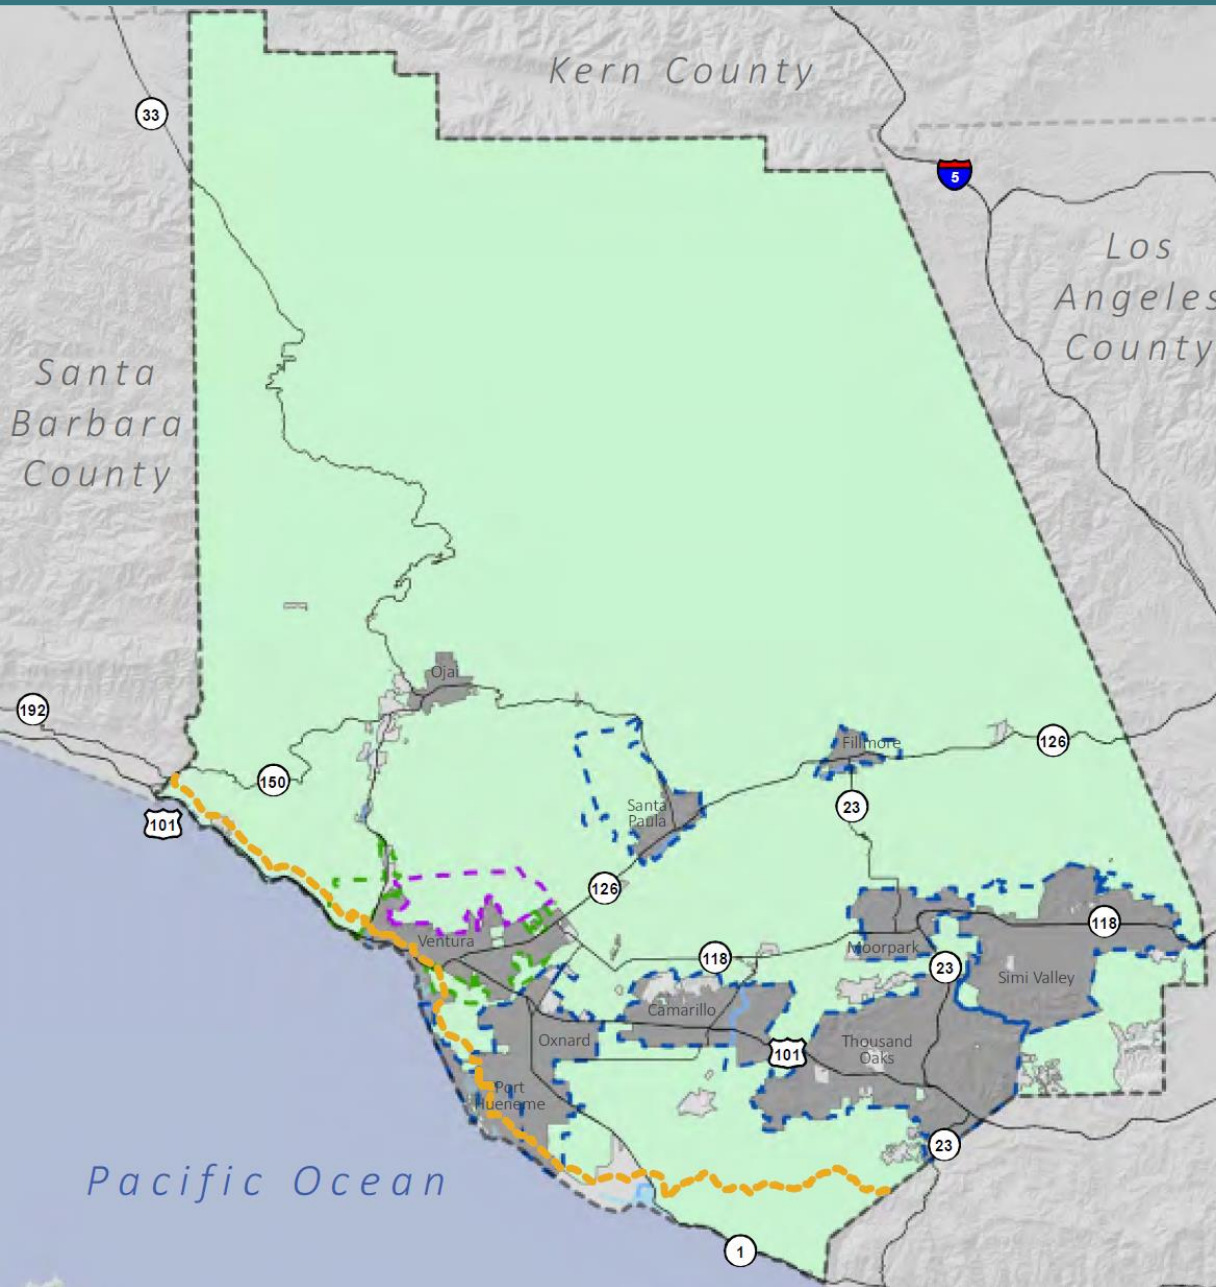 Kern County
33
5
Los
Angeles
County
Santa
Barbara
County
Ojai
192
Fillmore
126
150
Santa
Paula
23
101
126
118
Ventura
118
Moorpark
23
Simi Valley
Camarillo
Oxnard
101
Thousand
Oaks
Port
Hueneme
23
Pacific Ocean
1